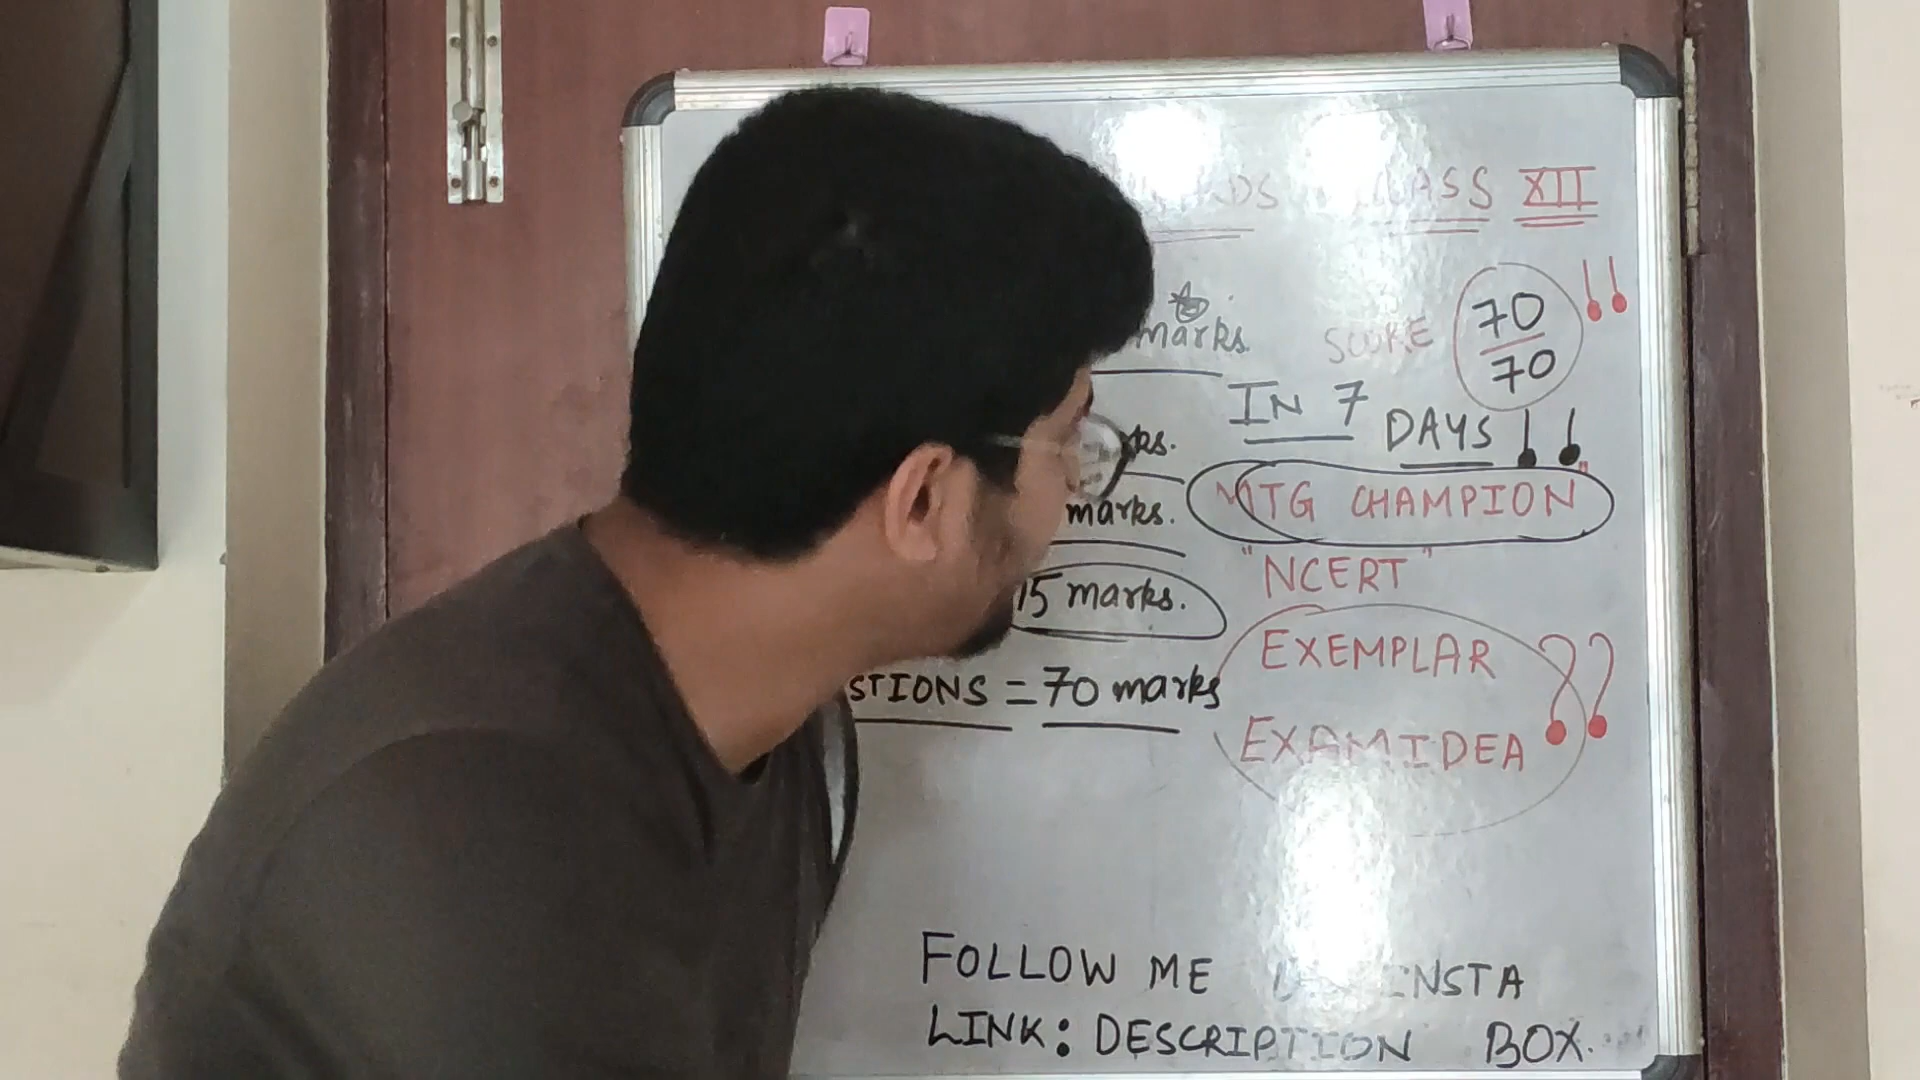 CLASS XII
marks. SCORE 70/70 !!
IN 7 DAYS !!
marks. MTG CHAMPION"
"NCERT"
15 marks.
EXEMPLAR ??
STIONS = 70 marks
EXAMIDEA
FOLLOW ME INSTA
LINK: DESCRIPTION BOX.